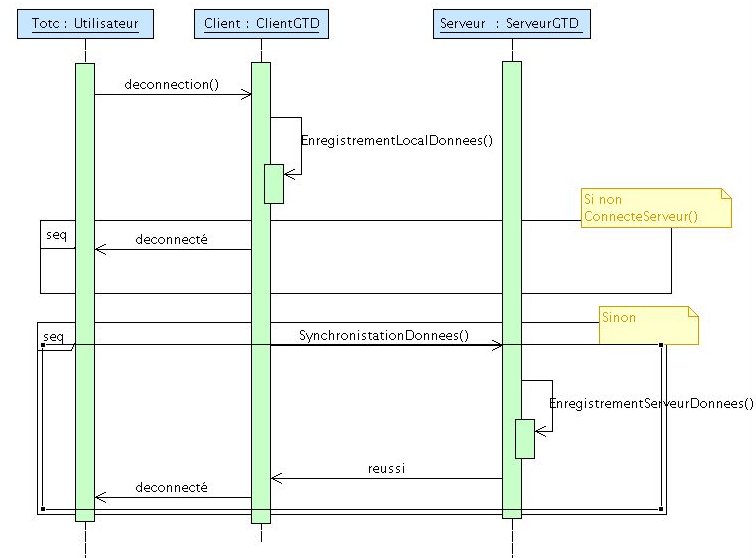 Totc : Utilisateur
Client : ClientGTD
Serveur : ServeurGTD
deconnection()
EnregistrementLocalDonnees()
Si non
ConnecteServeur()
seq
deconnecté
Sinon
seq
SynchronistationDonnees()
EnregistrementServeurDonnees()
reussi
deconnecté